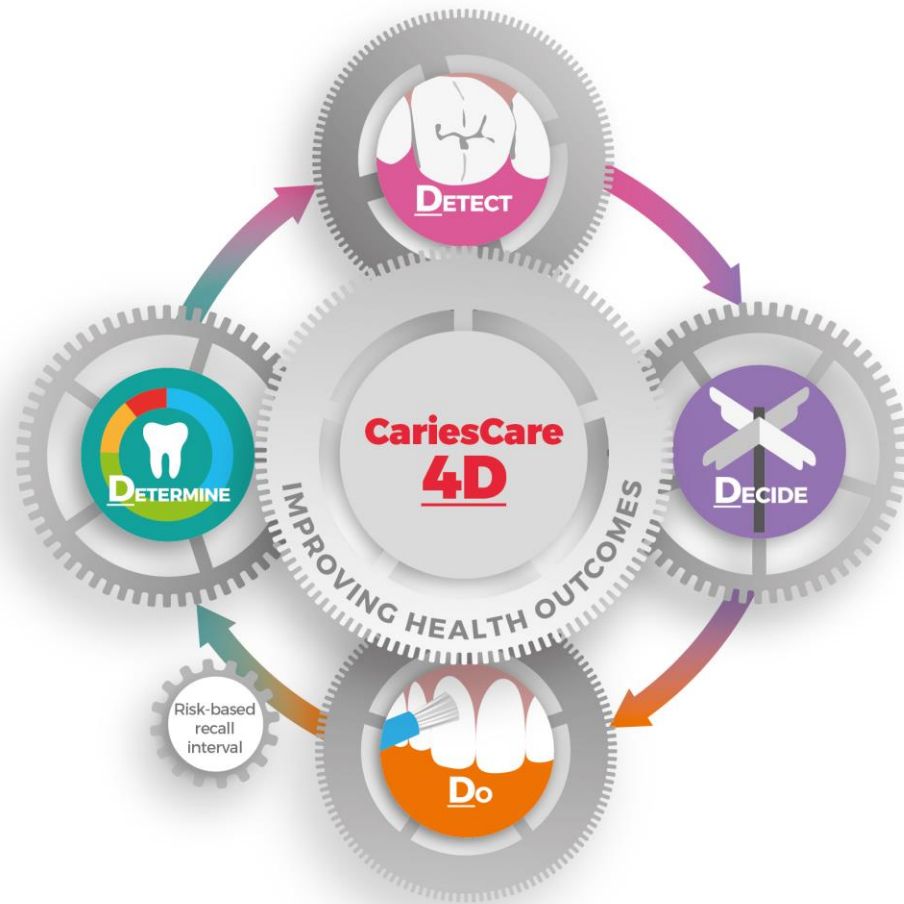 DETECT
DETERMINE
CariesCare
4D
DECIDE
IMPROVING HEALTH OUTCOMES
Risk-based
recall
interval
DO